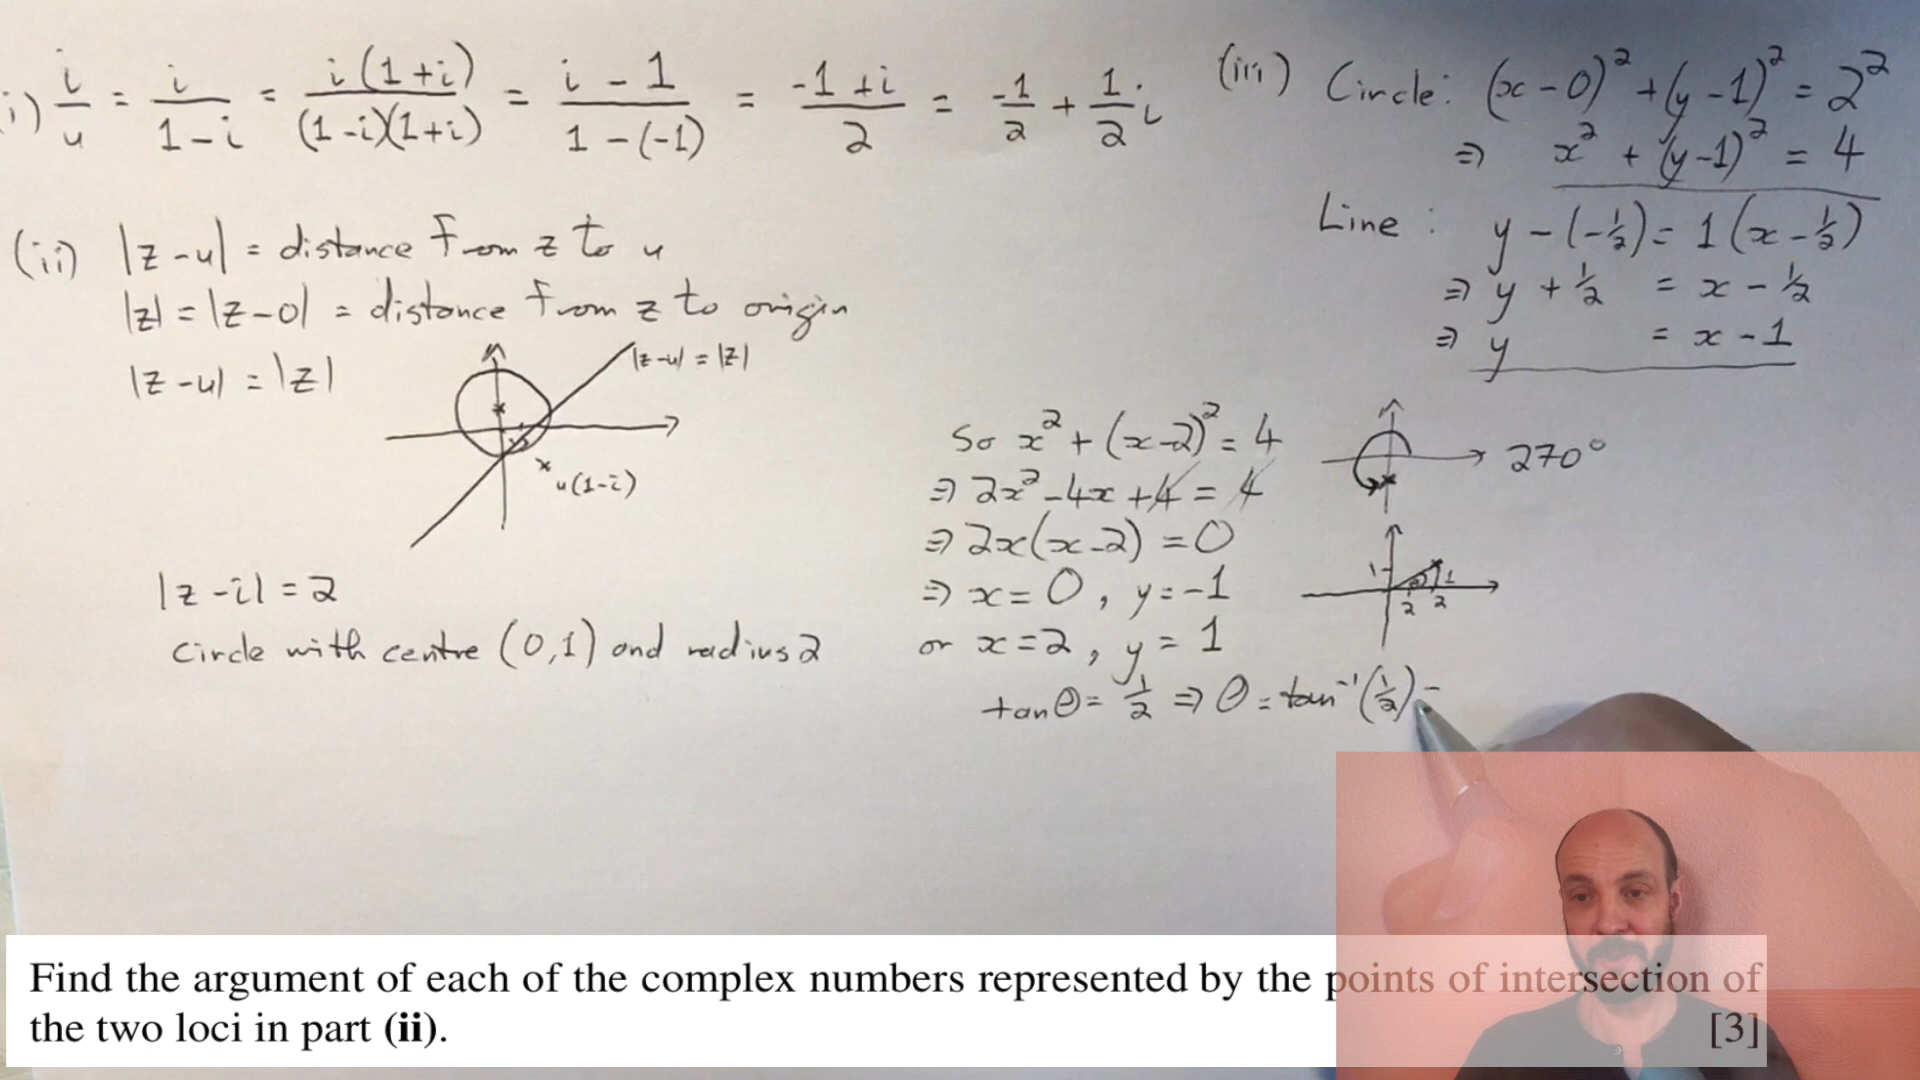 i) i/u = i/(1-i) = i(1+i)/((1-i)(1+i)) = (i-1)/(1-(-1)) = (-1+i)/2 = -1/2 + 1/2 i
(ii) |z-u| = distance from z to u
|z| = |z-0| = distance from z to origin
|z-u| = |z|
|z-u| = |z|
u(1-i)
|z-i| = 2
Circle with centre (0,1) and radius 2
(iii) Circle: (x-0)² + (y-1)² = 2²
⇒ x² + (y-1)² = 4
Line : y-(-½) = 1(x-½)
⇒ y + ½ = x - ½
⇒ y = x - 1
So x² + (x-2)² = 4
⇒ 2x² - 4x + 4 = 4
⇒ 2x(x-2) = 0
⇒ x = 0, y = -1
or x = 2, y = 1
tanθ = ½ ⇒ θ = tan⁻¹(½) =
270°
1
1
2
2
Find the argument of each of the complex numbers represented by the points of intersection of
the two loci in part (ii). [3]